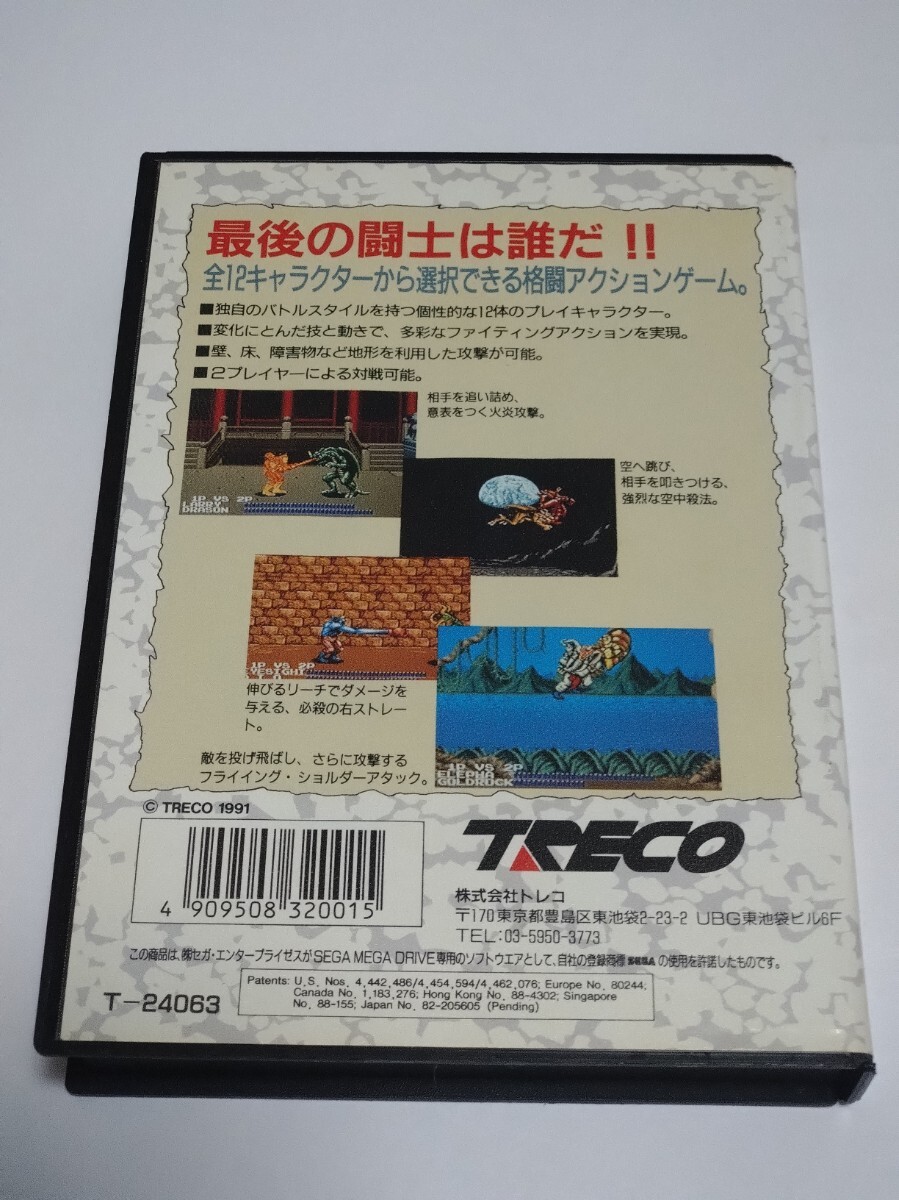 最後の闘士は誰だ!!
全12キャラクターから選択できる格闘アクションゲーム。
■独自のバトルスタイルを持つ個性的な12体のプレイキャラクター。
■変化にとんだ技と動きで、多彩なファイティングアクションを実現。
■壁、床、障害物など地形を利用した攻撃が可能。
■2プレイヤーによる対戦可能。
相手を追い詰め、
意表をつく火炎攻撃。
1P VS 2P
LARRY
DRAGON
空へ跳び、
相手を叩きつける、
強烈な空中殺法。
1P VS 2P
伸びるリーチでダメージを
与える、必殺の右ストレー
ト。
1P VS 2P
ELEPHA
GOLDROCK
敵を投げ飛ばし、さらに攻撃する
フライイング・ショルダーアタック。
© TRECO 1991
TRECO
4 909508 320015
株式会社トレコ
〒170東京都豊島区東池袋2-23-2 UBG東池袋ビル6F
TEL:03-5950-3773
この商品は、㈱セガ・エンタープライゼスがSEGA MEGA DRIVE専用のソフトウエアとして、自社の登録商標 SEGA の使用を許諾したものです。
T-24063
Patents: U.S. Nos. 4,442,486/4,454,594/4,462,076; Europe No. 80244;
Canada No. 1,183,276; Hong Kong No. 88-4302; Singapore
No. 88-155; Japan No. 82-205605 (Pending)